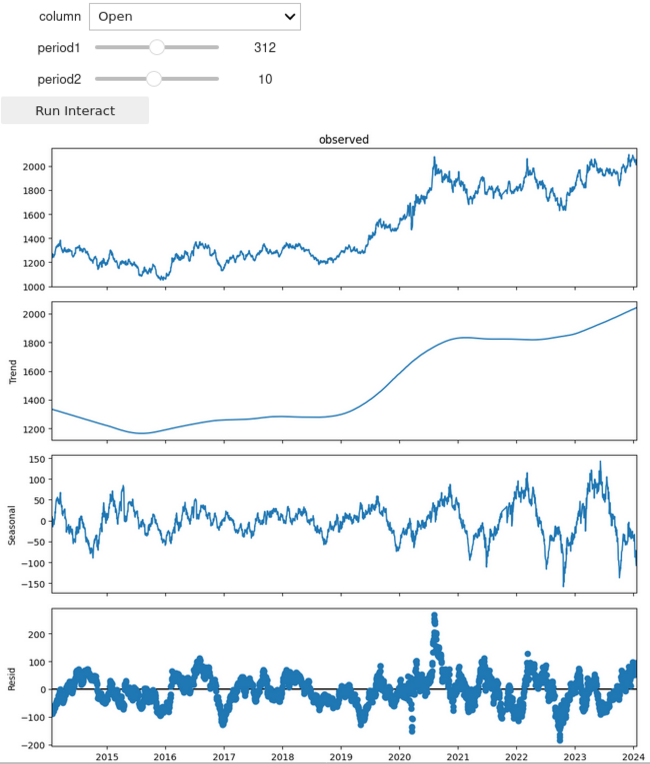 column Open
period1 312
period2 10
Run Interact
observed
2000
1800
1600
1400
1200
1000
2000
1800
1600
1400
1200
Trend
150
100
50
0
−50
−100
−150
Seasonal
200
100
0
−100
−200
Resid
2015 2016 2017 2018 2019 2020 2021 2022 2023 2024